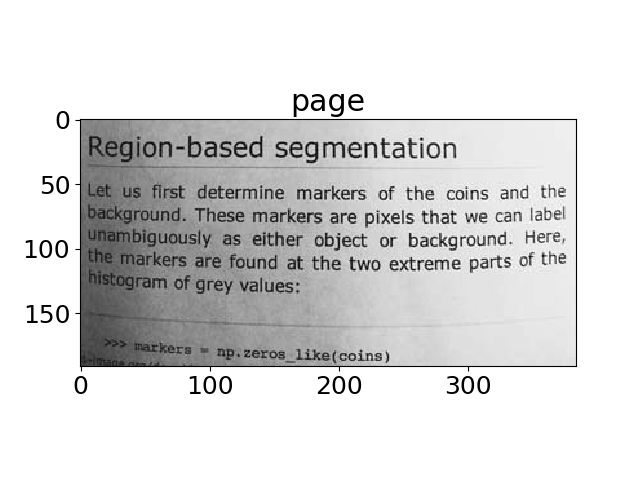 page
0
50
100
150
Region-based segmentation
Let us first determine markers of the coins and the
background. These markers are pixels that we can label
unambiguously as either object or background. Here,
the markers are found at the two extreme parts of the
histogram of grey values:
>>> markers = np.zeros_like(coins)
0 100 200 300